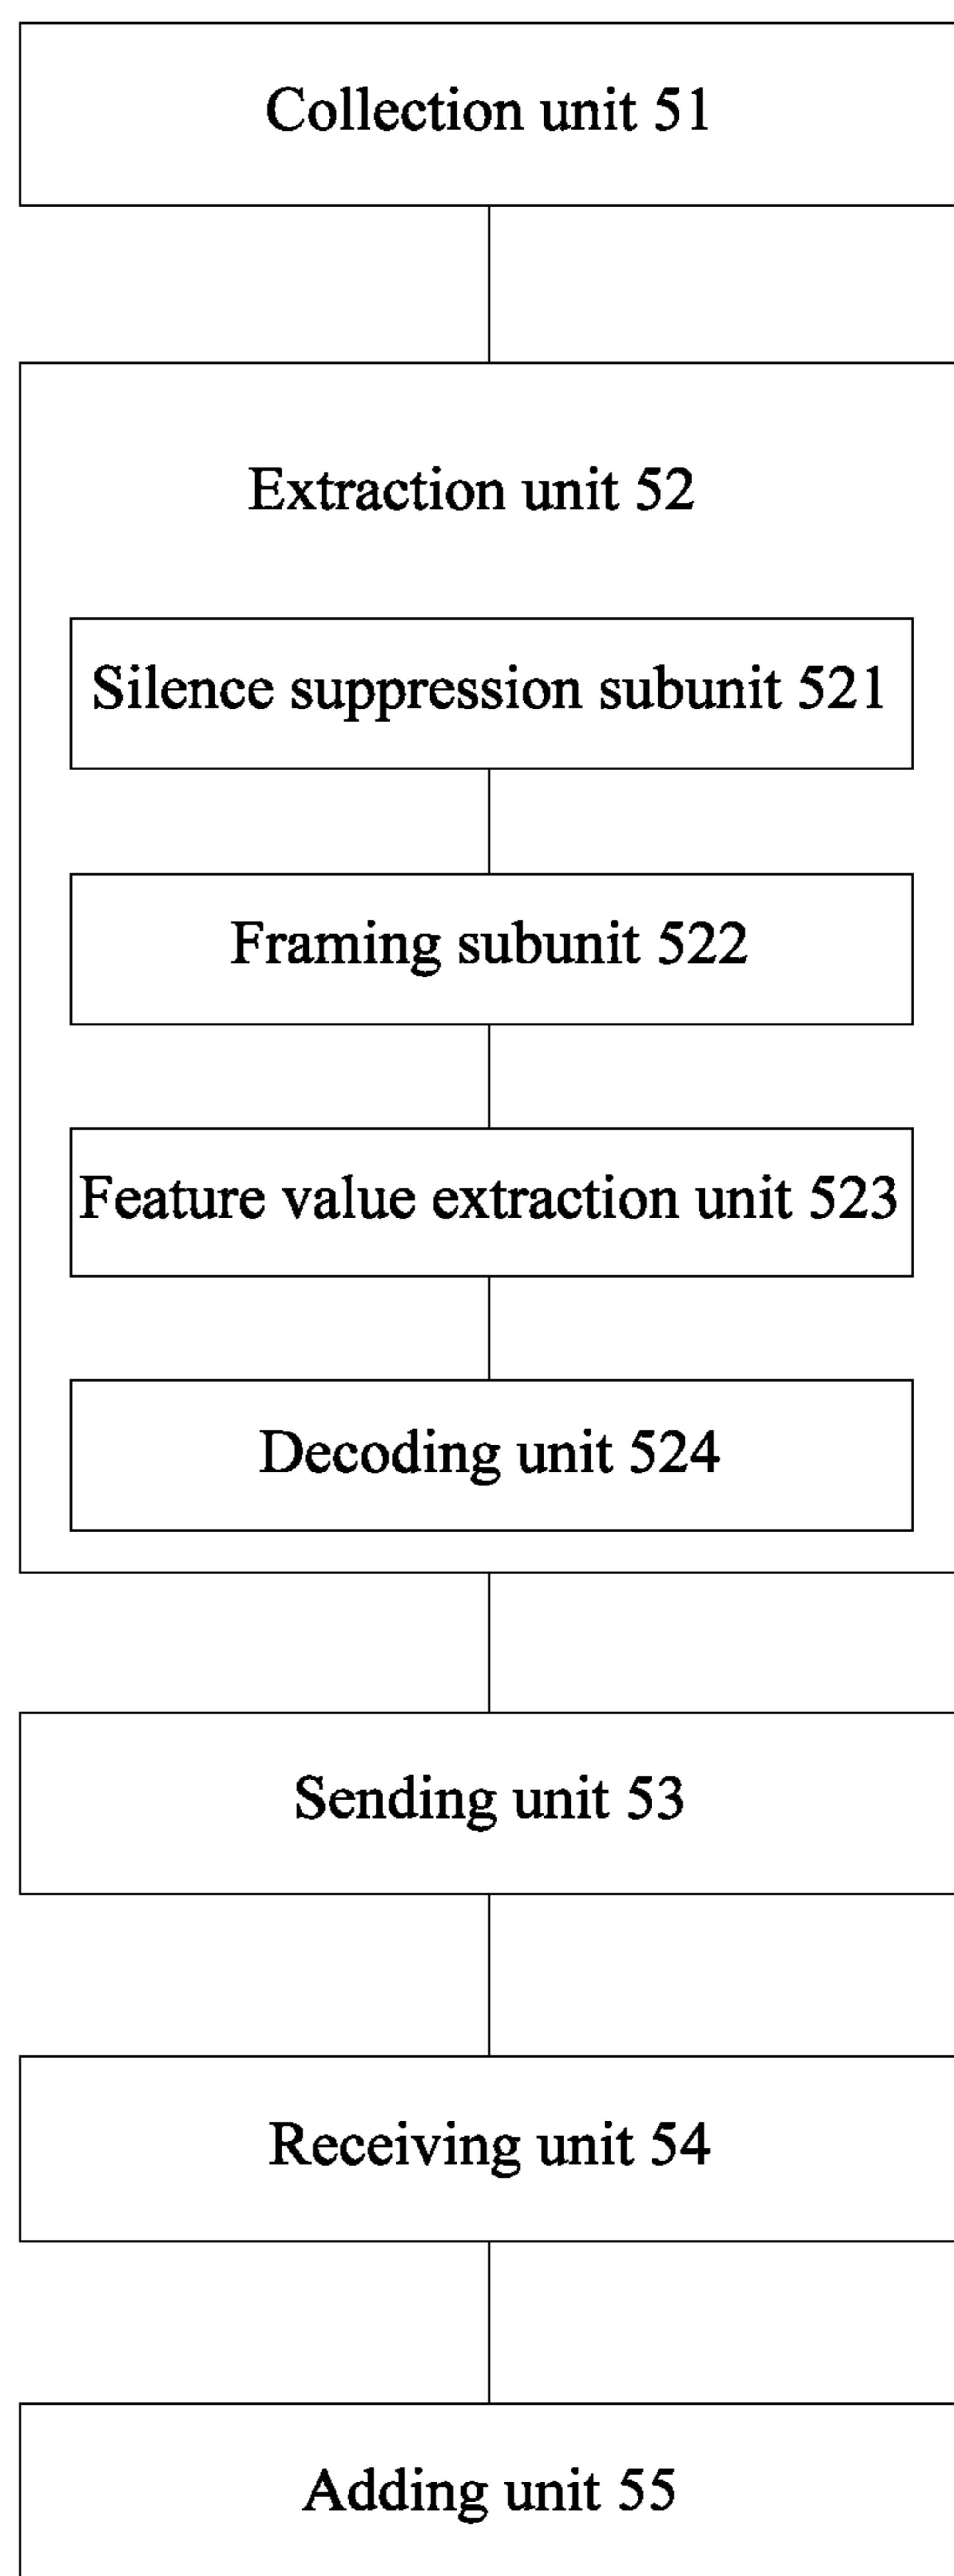 Collection unit 51
Extraction unit 52
Silence suppression subunit 521
Framing subunit 522
Feature value extraction unit 523
Decoding unit 524
Sending unit 53
Receiving unit 54
Adding unit 55